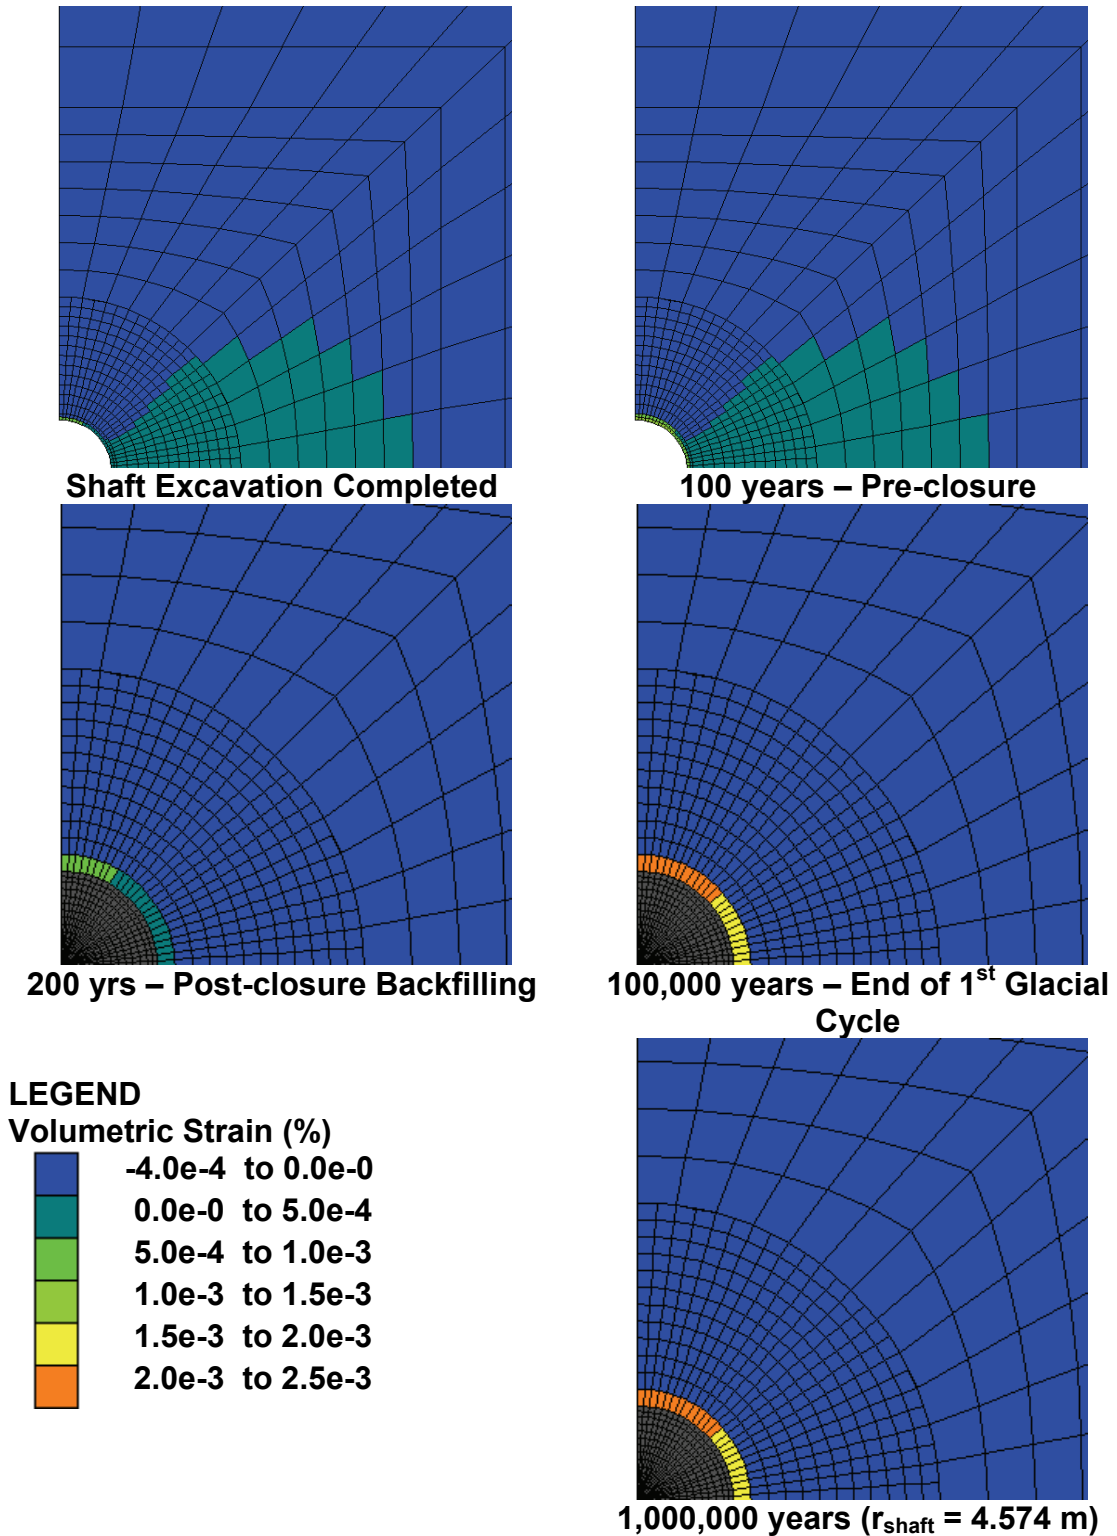 Shaft Excavation Completed
100 years – Pre-closure
200 yrs – Post-closure Backfilling
100,000 years – End of 1st Glacial
Cycle
LEGEND
Volumetric Strain (%)
-4.0e-4 to 0.0e-0
0.0e-0 to 5.0e-4
5.0e-4 to 1.0e-3
1.0e-3 to 1.5e-3
1.5e-3 to 2.0e-3
2.0e-3 to 2.5e-3
1,000,000 years (rshaft = 4.574 m)